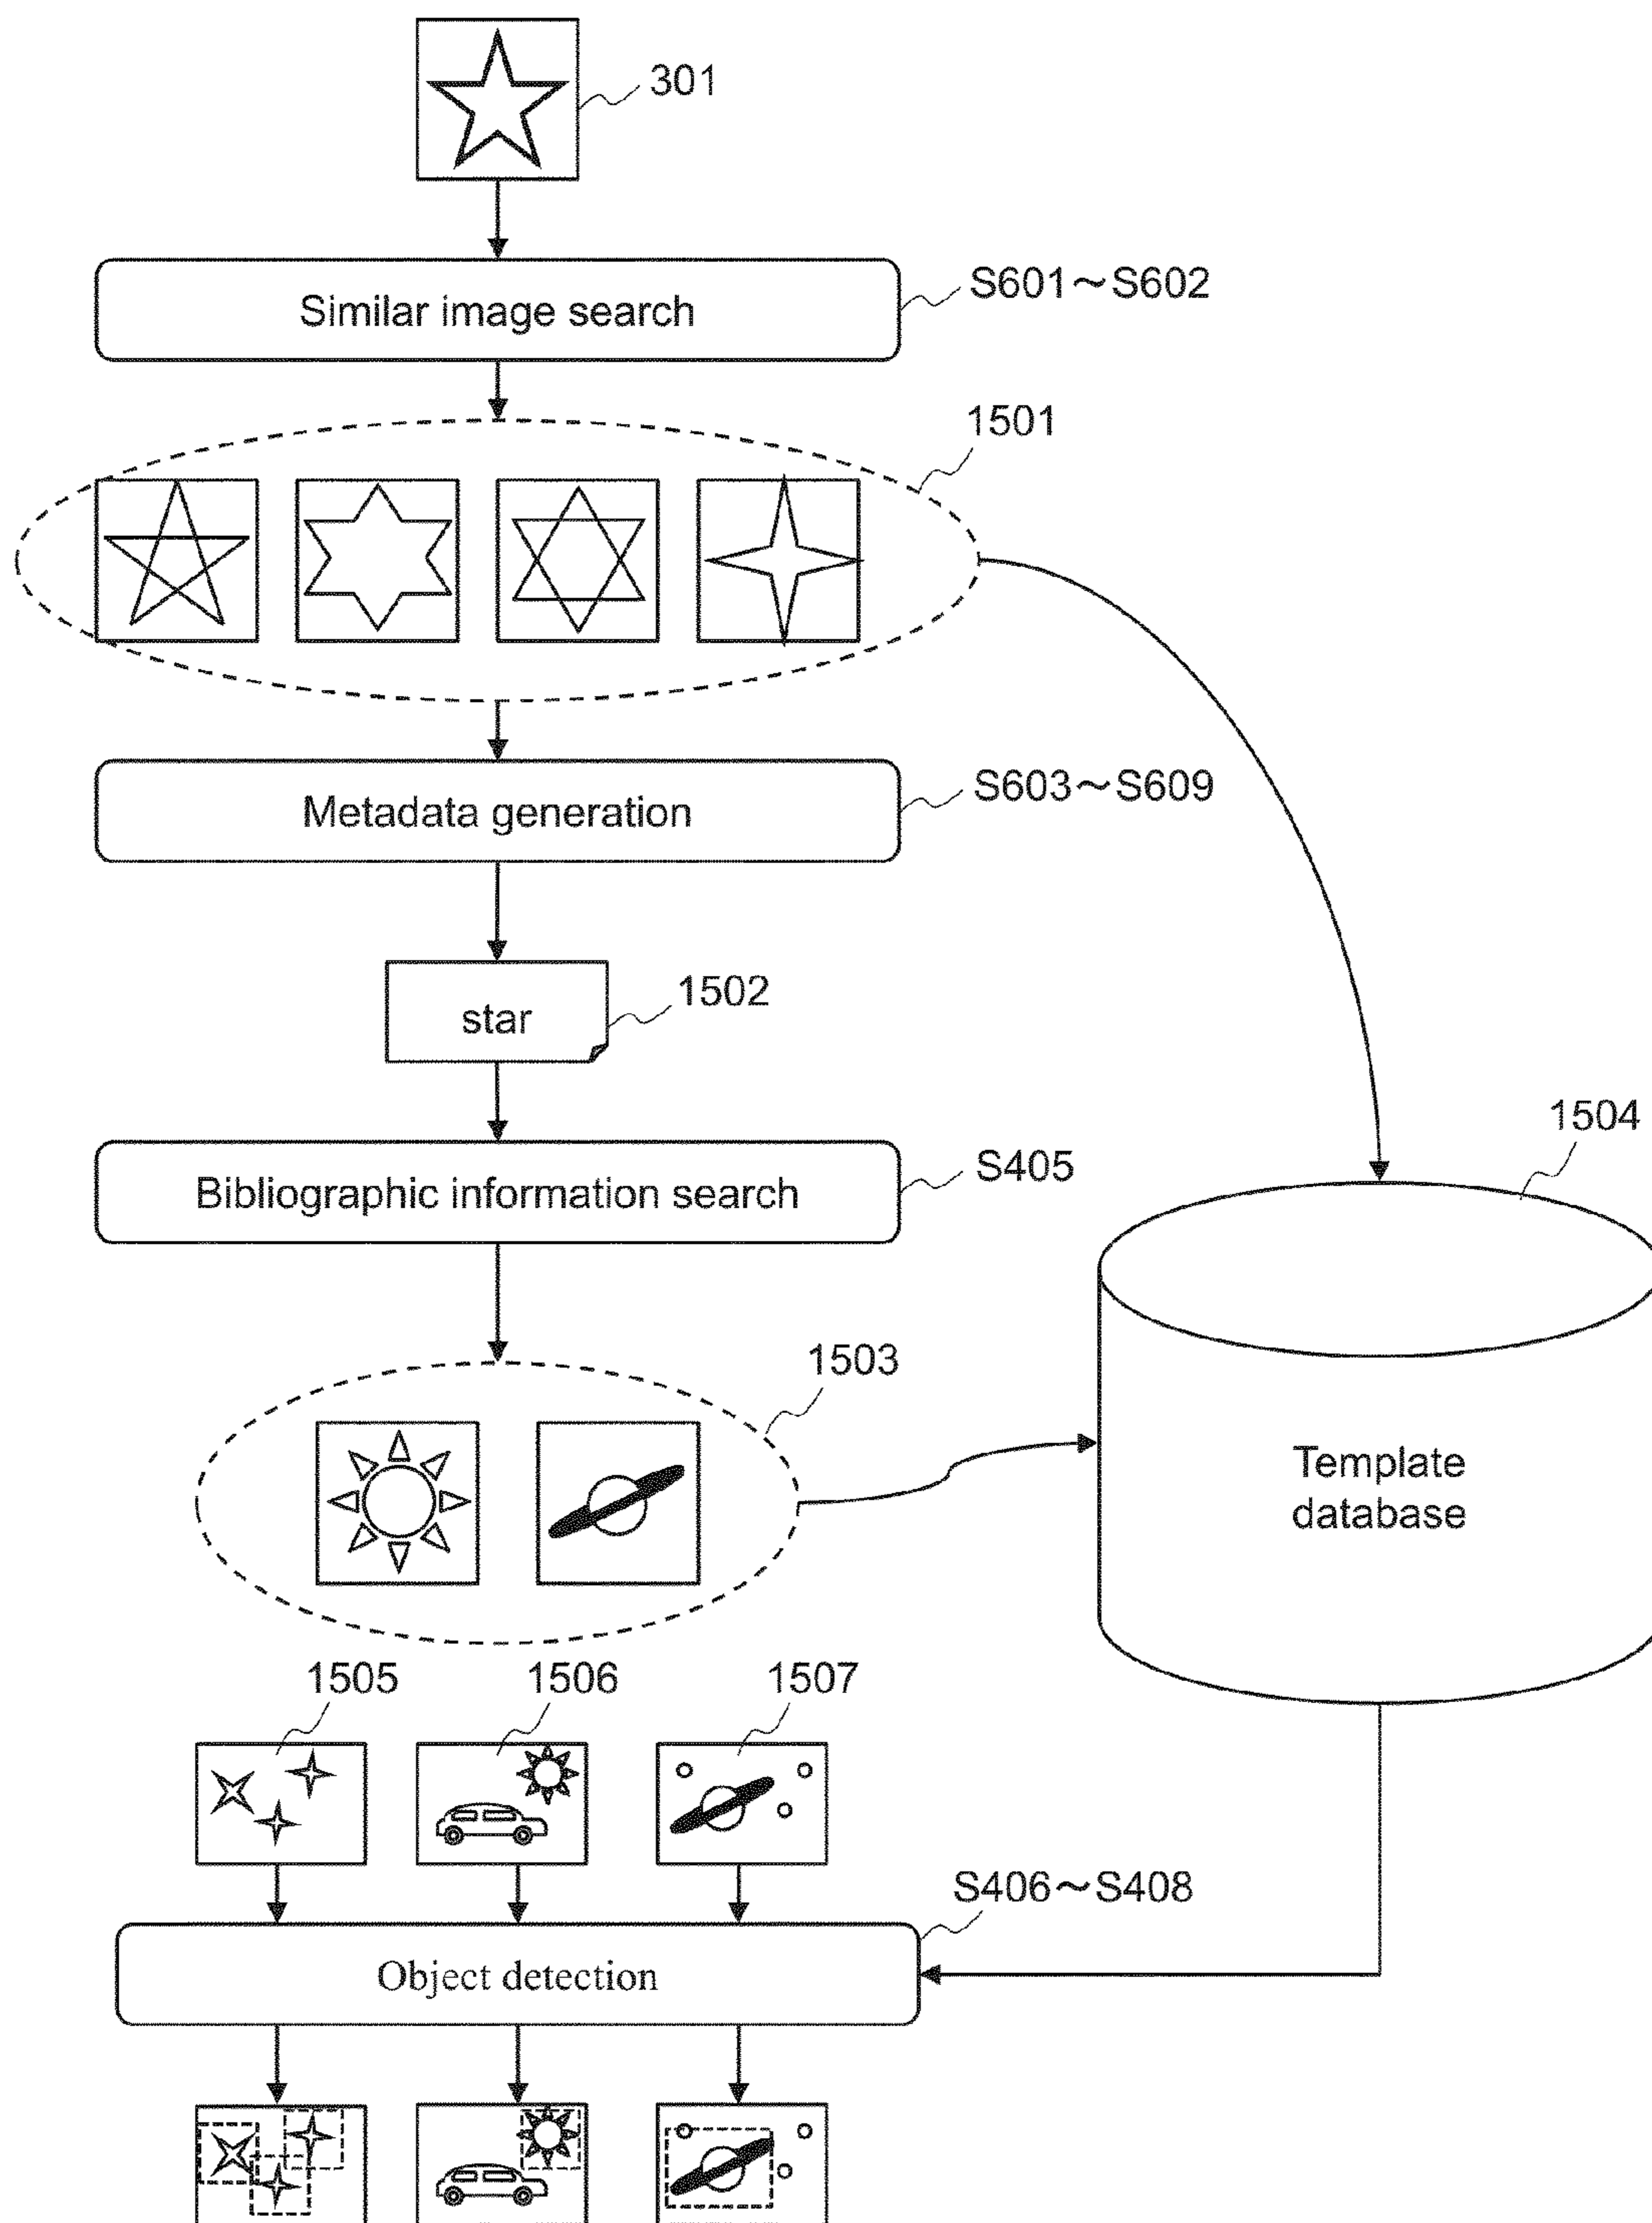 301
Similar image search
S601～S602
1501
Metadata generation
S603～S609
star
1502
Bibliographic information search
S405
1504
1503
Template
database
1505
1506
1507
S406～S408
Object detection